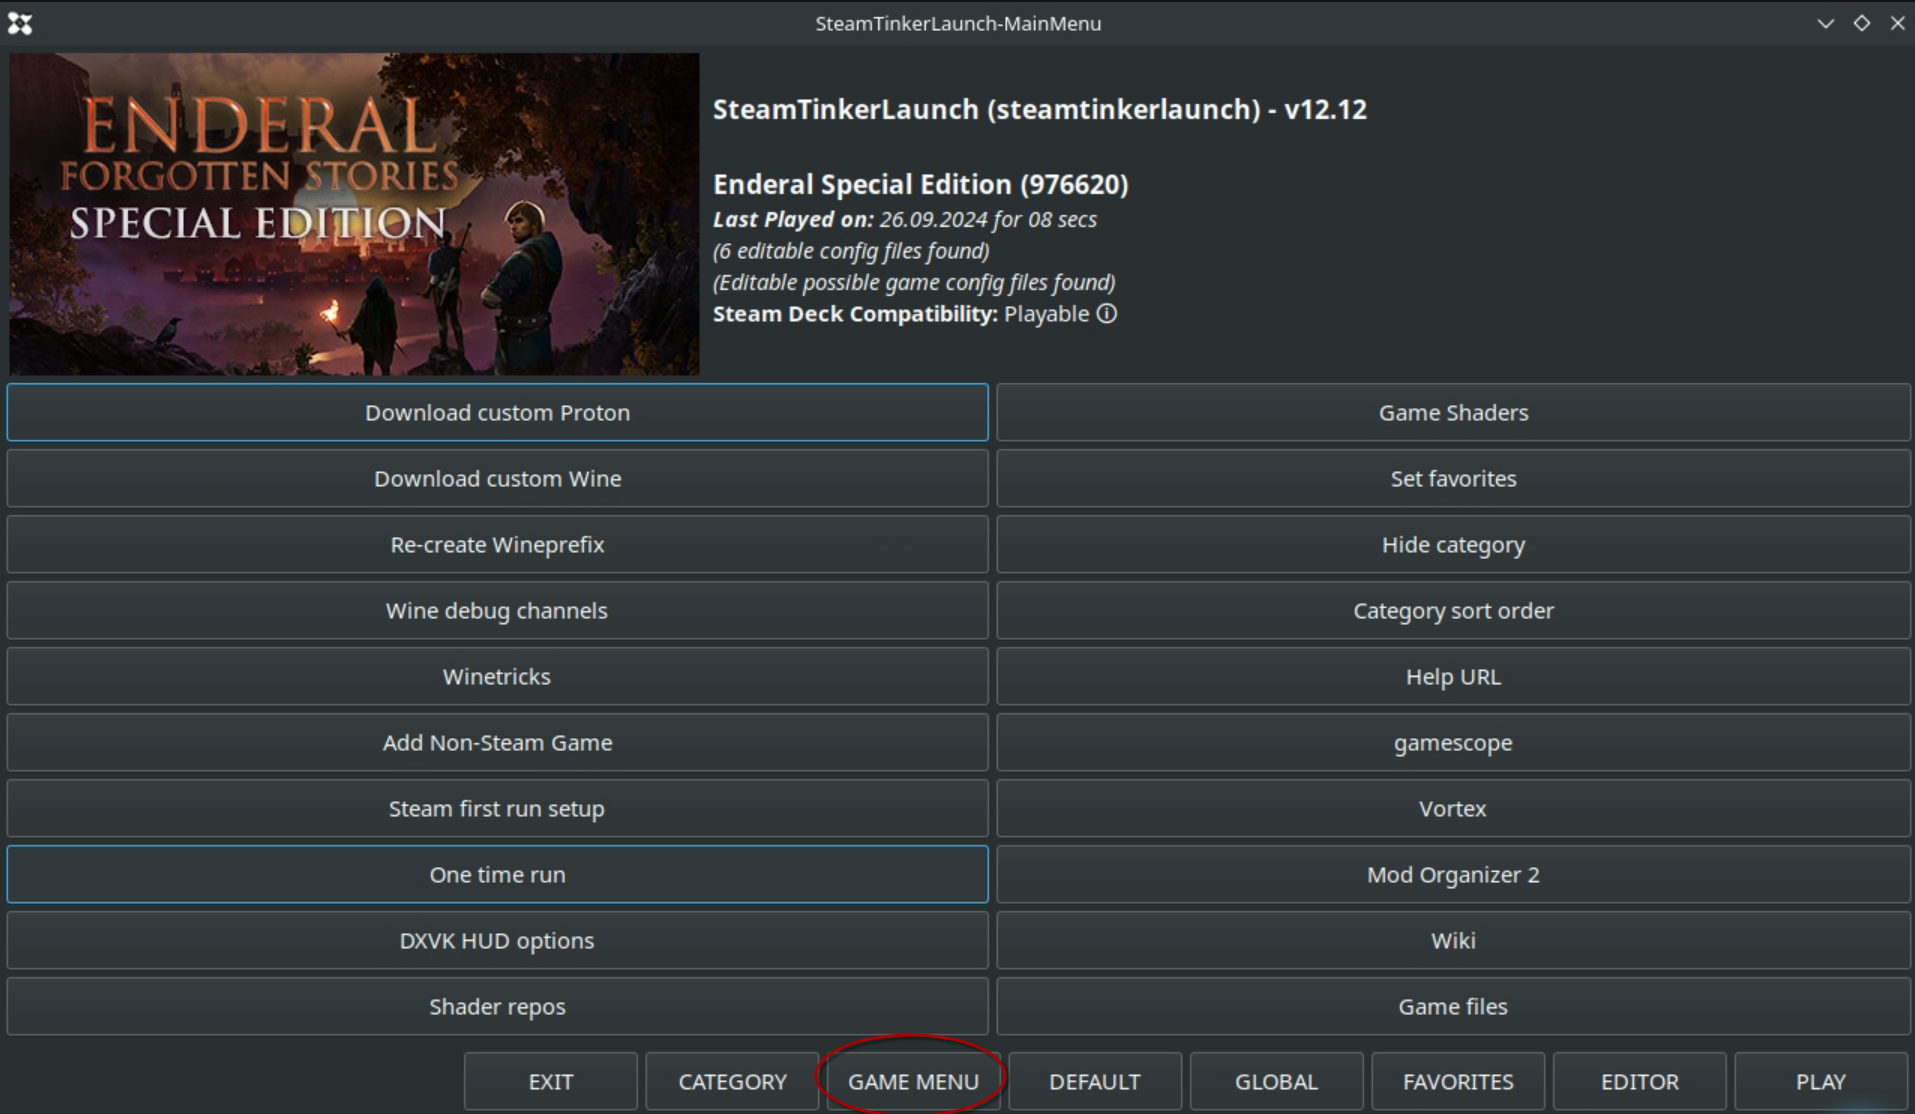 SteamTinkerLaunch-MainMenu
ENDERAL
FORGOTTEN STORIES
SPECIAL EDITION
SteamTinkerLaunch (steamtinkerlaunch) - v12.12
Enderal Special Edition (976620)
Last Played on: 26.09.2024 for 08 secs
(6 editable config files found)
(Editable possible game config files found)
Steam Deck Compatibility: Playable ⓘ
Download custom Proton
Game Shaders
Download custom Wine
Set favorites
Re-create Wineprefix
Hide category
Wine debug channels
Category sort order
Winetricks
Help URL
Add Non-Steam Game
gamescope
Steam first run setup
Vortex
One time run
Mod Organizer 2
DXVK HUD options
Wiki
Shader repos
Game files
EXIT
CATEGORY
GAME MENU
DEFAULT
GLOBAL
FAVORITES
EDITOR
PLAY